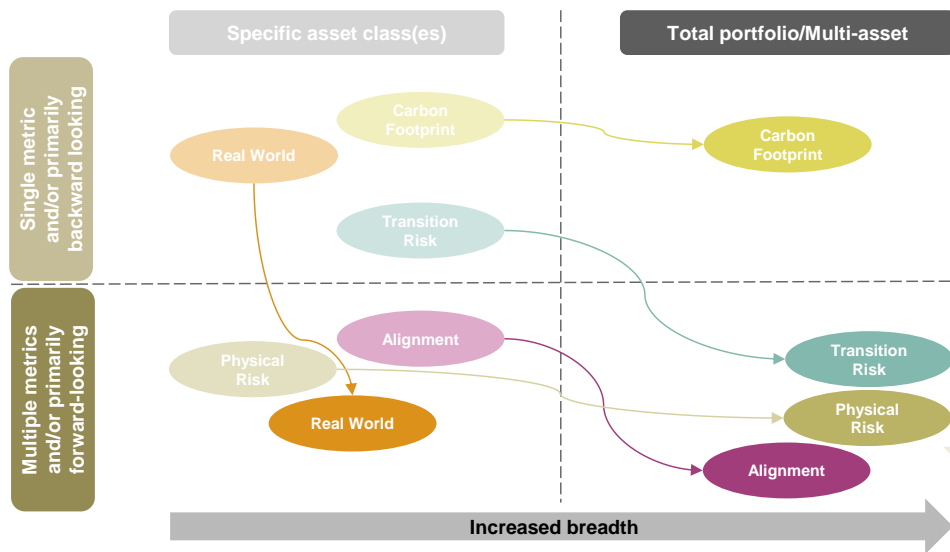 Specific asset class(es)
Total portfolio/Multi-asset
Single metric
and/or primarily
backward looking
Carbon
Footprint
Real World
Carbon
Footprint
Transition
Risk
Multiple metrics
and/or primarily
forward-looking
Alignment
Physical
Risk
Real World
Transition
Risk
Physical
Risk
Alignment
Increased breadth